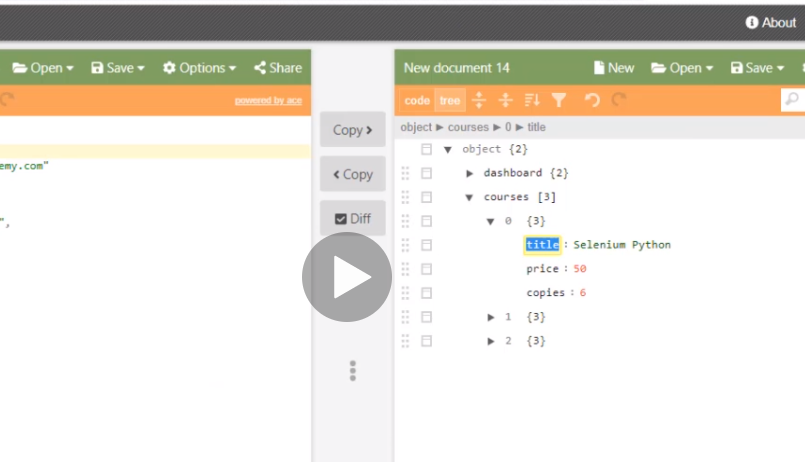 About
Open Save Options Share
New document 14 New Open Save
powered by ace
code tree
object ▶ courses ▶ 0 ▶ title
Copy
Copy
Diff
emy.com"
",
object {2}
dashboard {2}
courses [3]
0 {3}
title : Selenium Python
price : 50
copies : 6
1 {3}
2 {3}